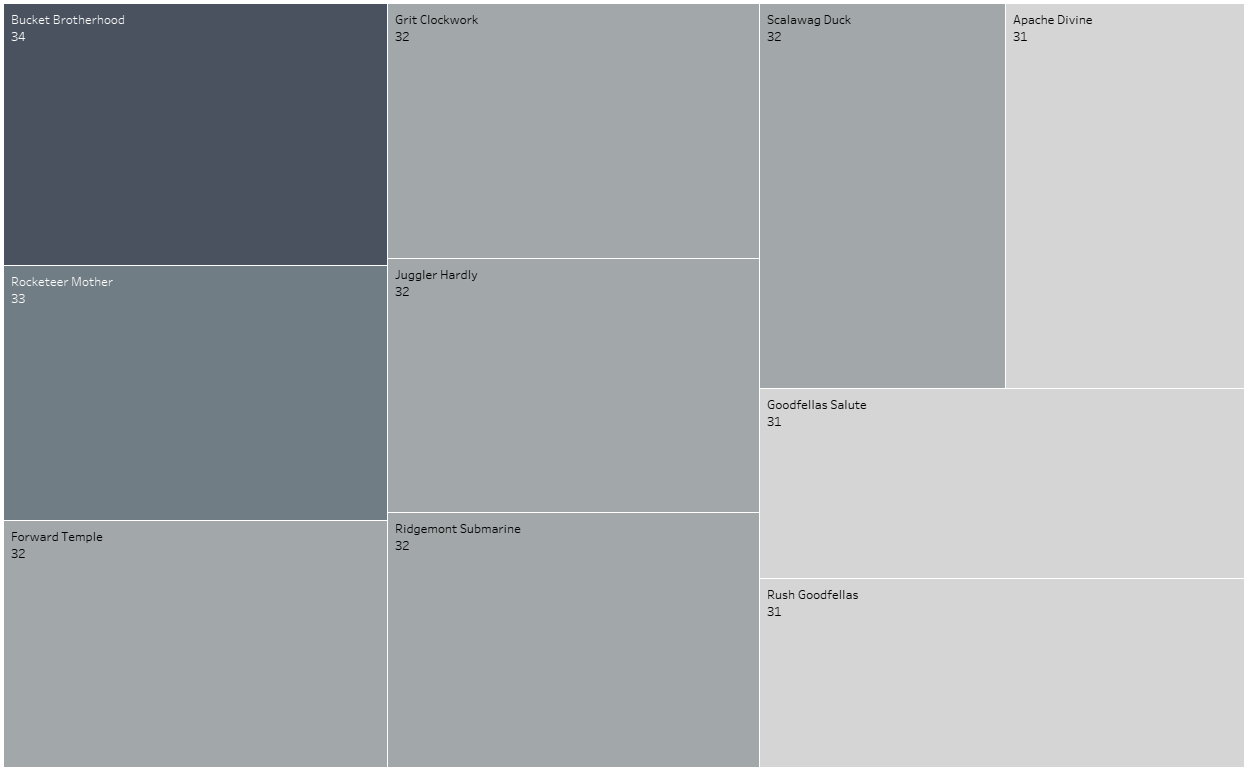 Bucket Brotherhood
34
Rocketeer Mother
33
Forward Temple
32
Grit Clockwork
32
Juggler Hardly
32
Ridgemont Submarine
32
Scalawag Duck
32
Apache Divine
31
Goodfellas Salute
31
Rush Goodfellas
31